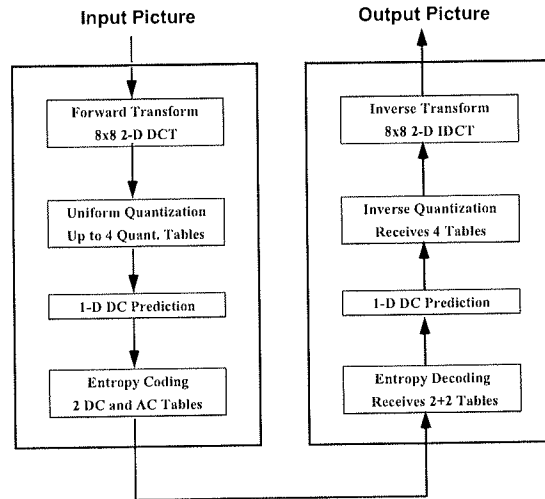 Input Picture
Forward Transform
8x8 2-D DCT
Uniform Quantization
Up to 4 Quant. Tables
1-D DC Prediction
Entropy Coding
2 DC and AC Tables
Output Picture
Inverse Transform
8x8 2-D IDCT
Inverse Quantization
Receives 4 Tables
1-D DC Prediction
Entropy Decoding
Receives 2+2 Tables